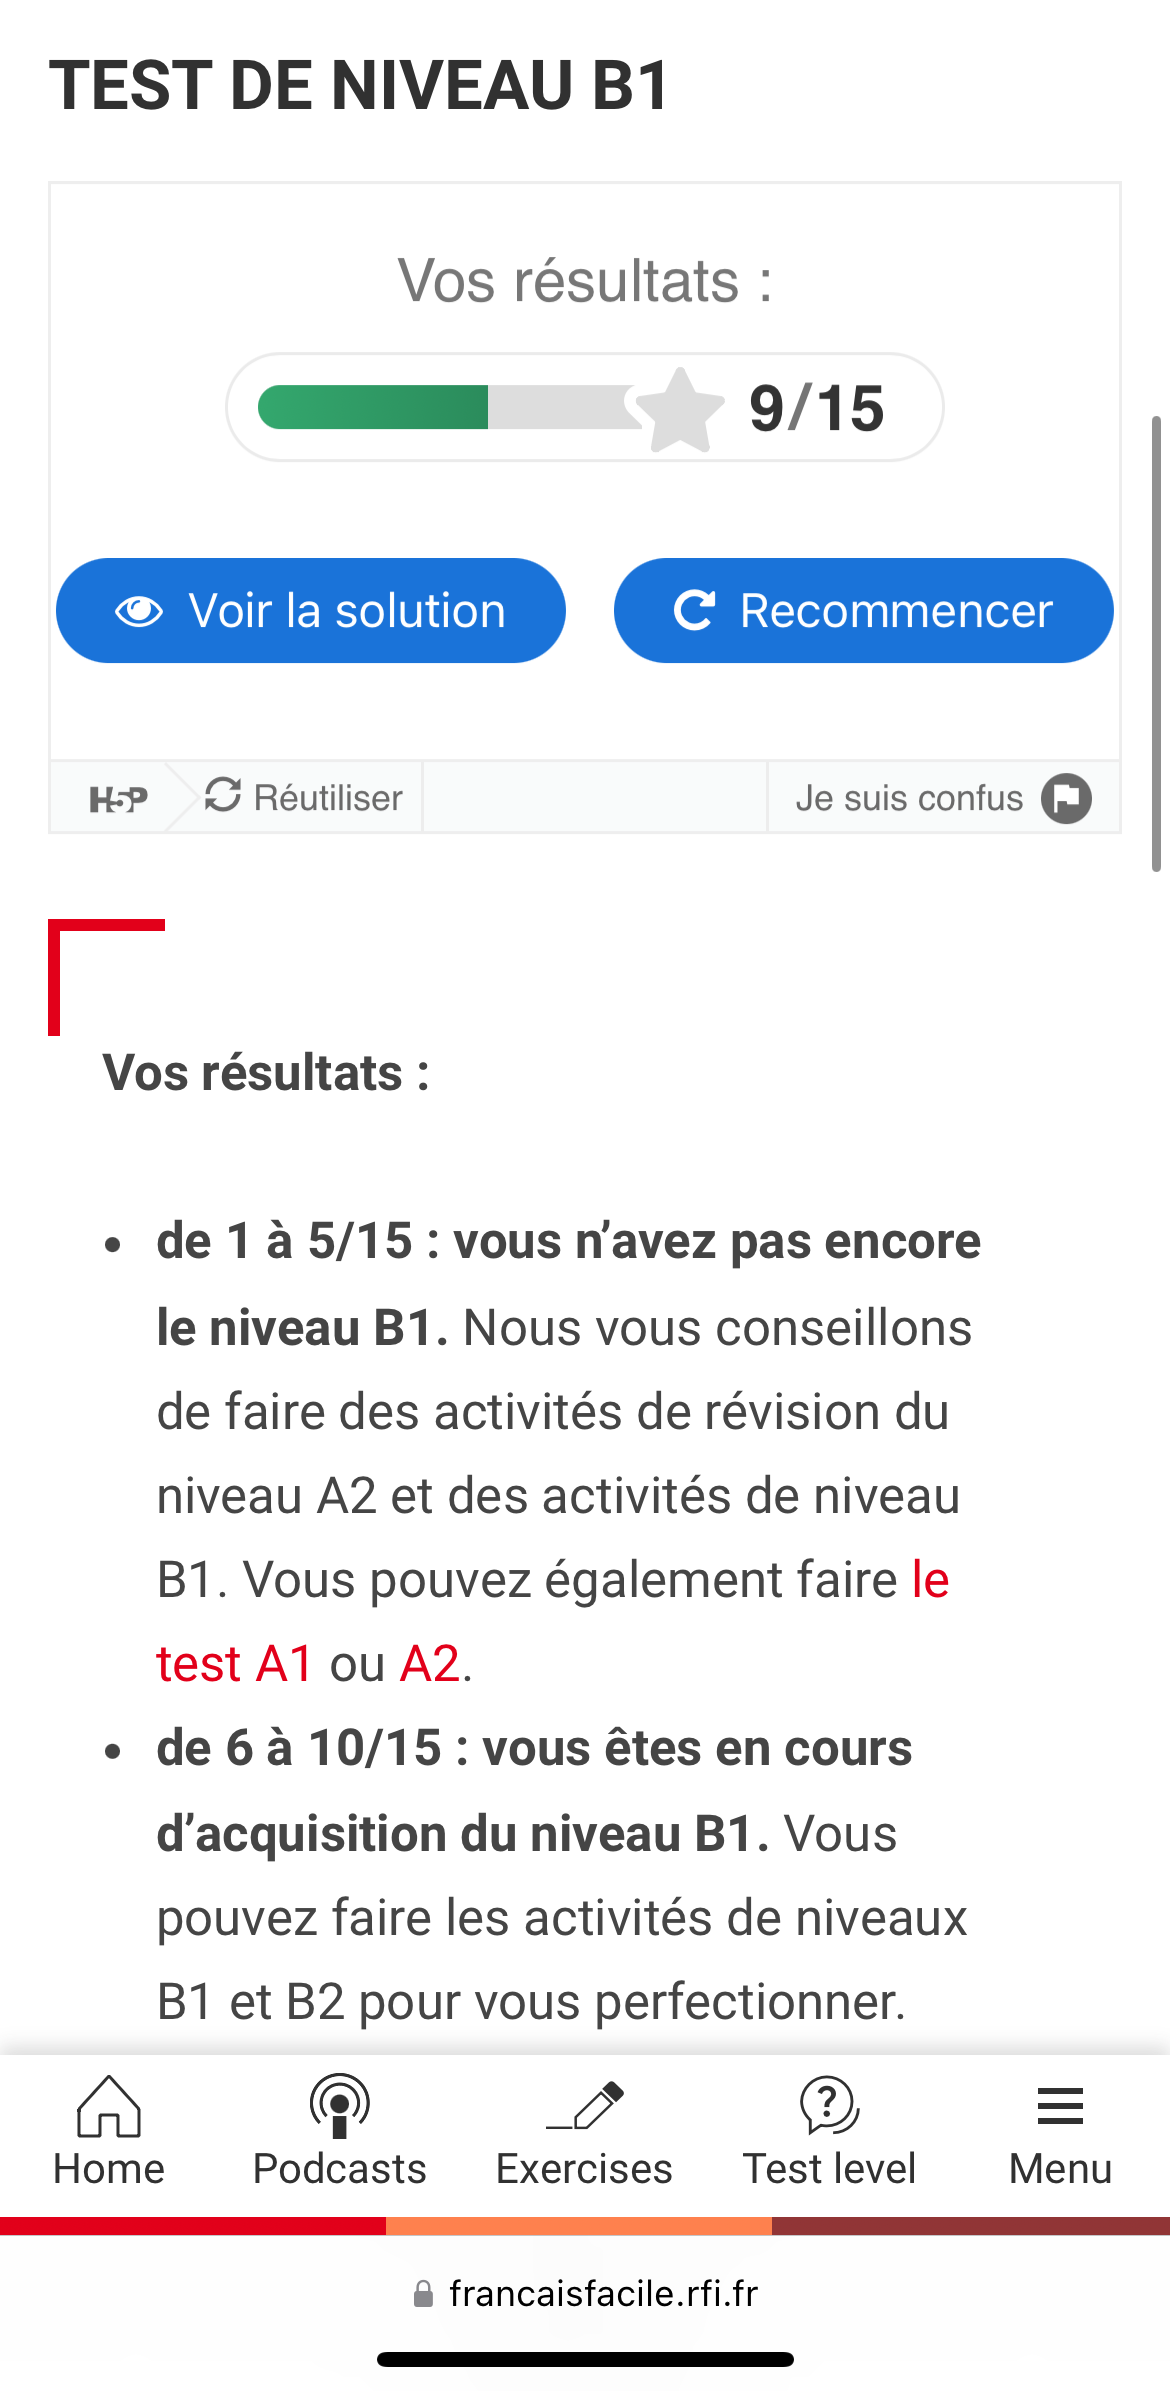 TEST DE NIVEAU B1
Vos résultats :
9/15
Voir la solution
Recommencer
H5P
Réutiliser
Je suis confus
Vos résultats :
• de 1 à 5/15 : vous n’avez pas encore
le niveau B1. Nous vous conseillons
de faire des activités de révision du
niveau A2 et des activités de niveau
B1. Vous pouvez également faire le
test A1 ou A2.
• de 6 à 10/15 : vous êtes en cours
d’acquisition du niveau B1. Vous
pouvez faire les activités de niveaux
B1 et B2 pour vous perfectionner.
Home
Podcasts
Exercises
Test level
Menu
francaisfacile.rfi.fr